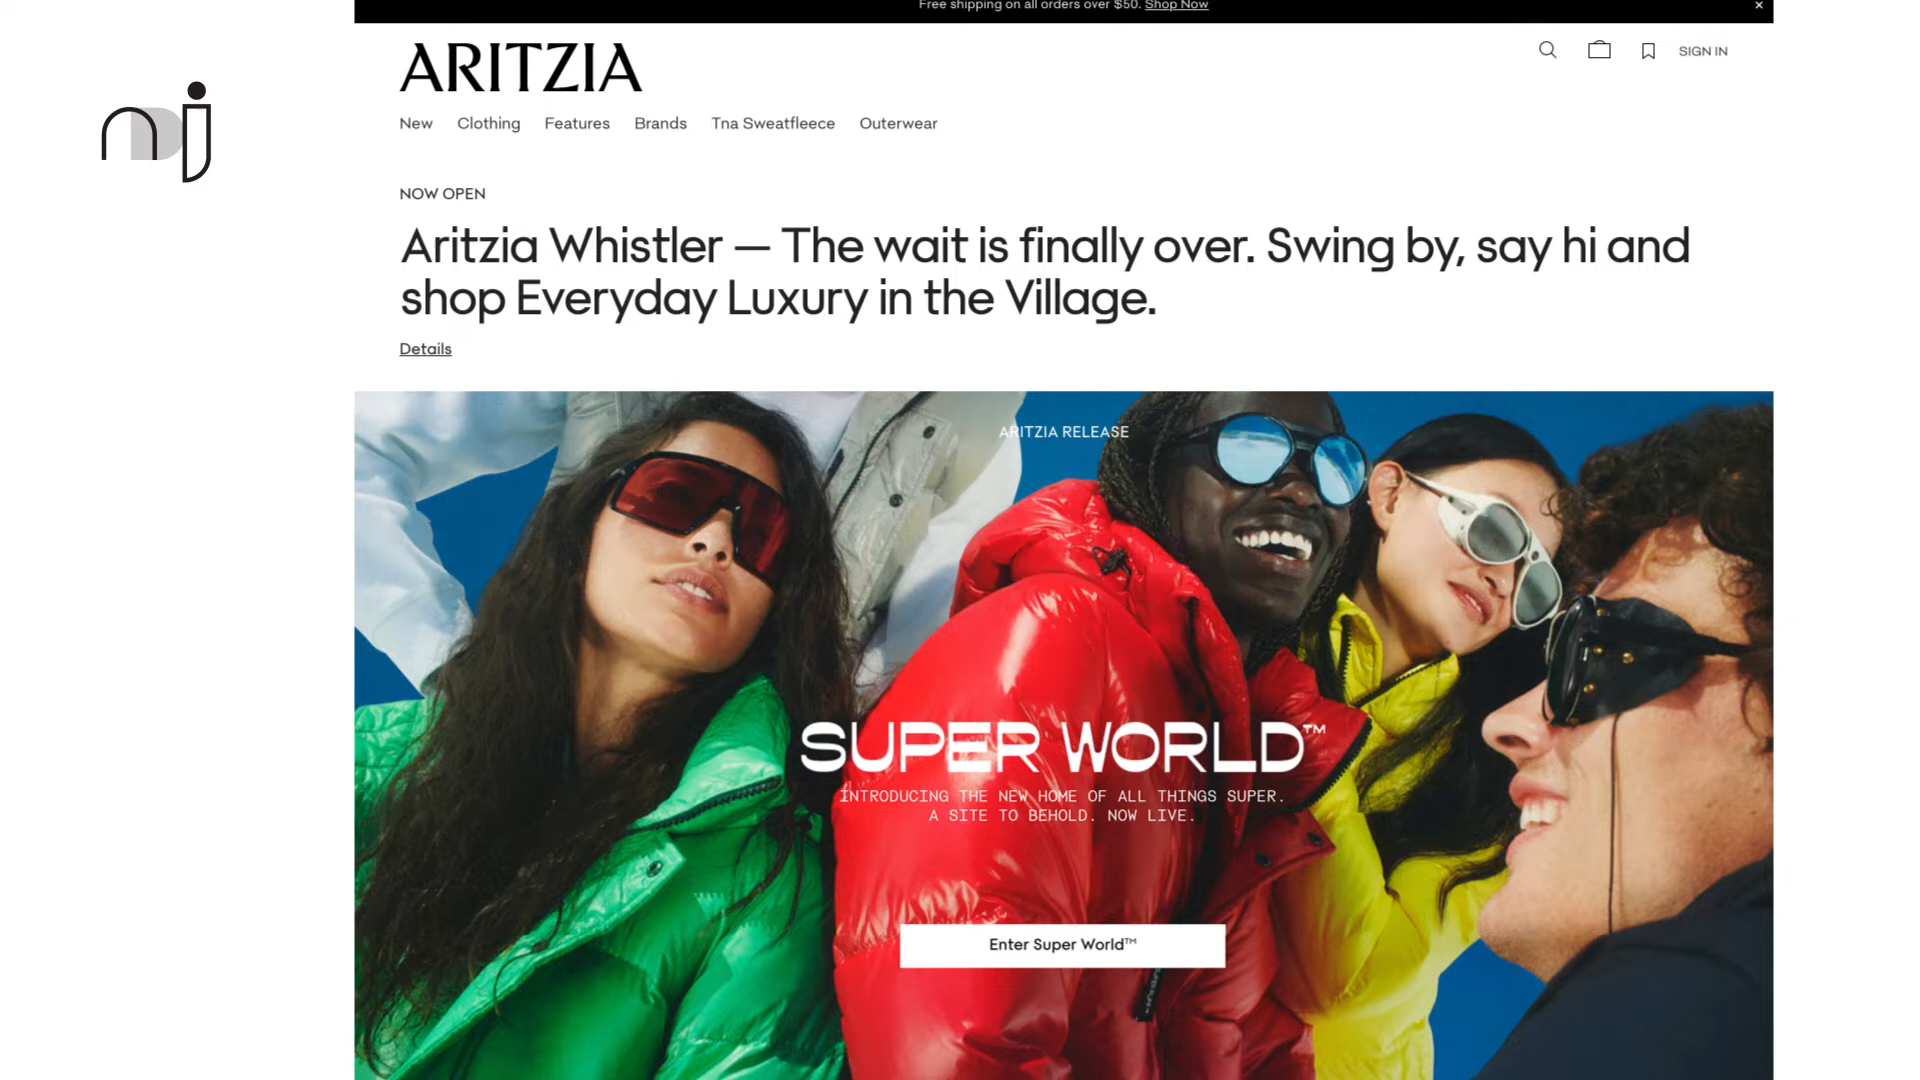 Free shipping on all orders over $50. Shop Now
ARITZIA
SIGN IN
nj
New Clothing Features Brands Tna Sweatfleece Outerwear
NOW OPEN
Aritzia Whistler — The wait is finally over. Swing by, say hi and
shop Everyday Luxury in the Village.
Details
ARITZIA RELEASE
SUPER WORLD™
INTRODUCING THE NEW HOME OF ALL THINGS SUPER.
A SITE TO BEHOLD. NOW LIVE.
Enter Super World™